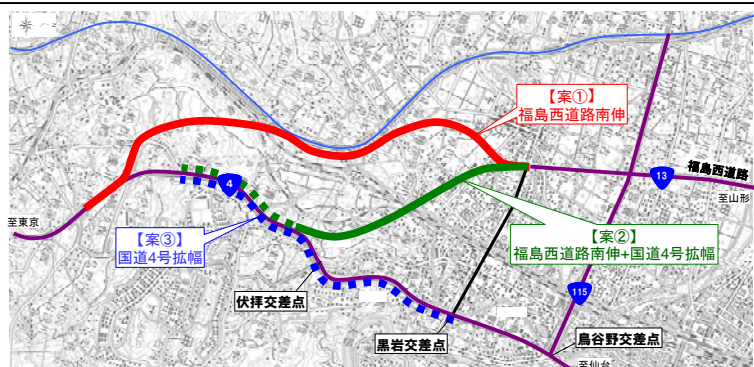 【案①】
福島西道路南伸
福島西道路
13
至山形
4
至東京
【案③】
国道4号拡幅
【案②】
福島西道路南伸+国道4号拡幅
伏拝交差点
115
黒岩交差点
鳥谷野交差点
至仙台